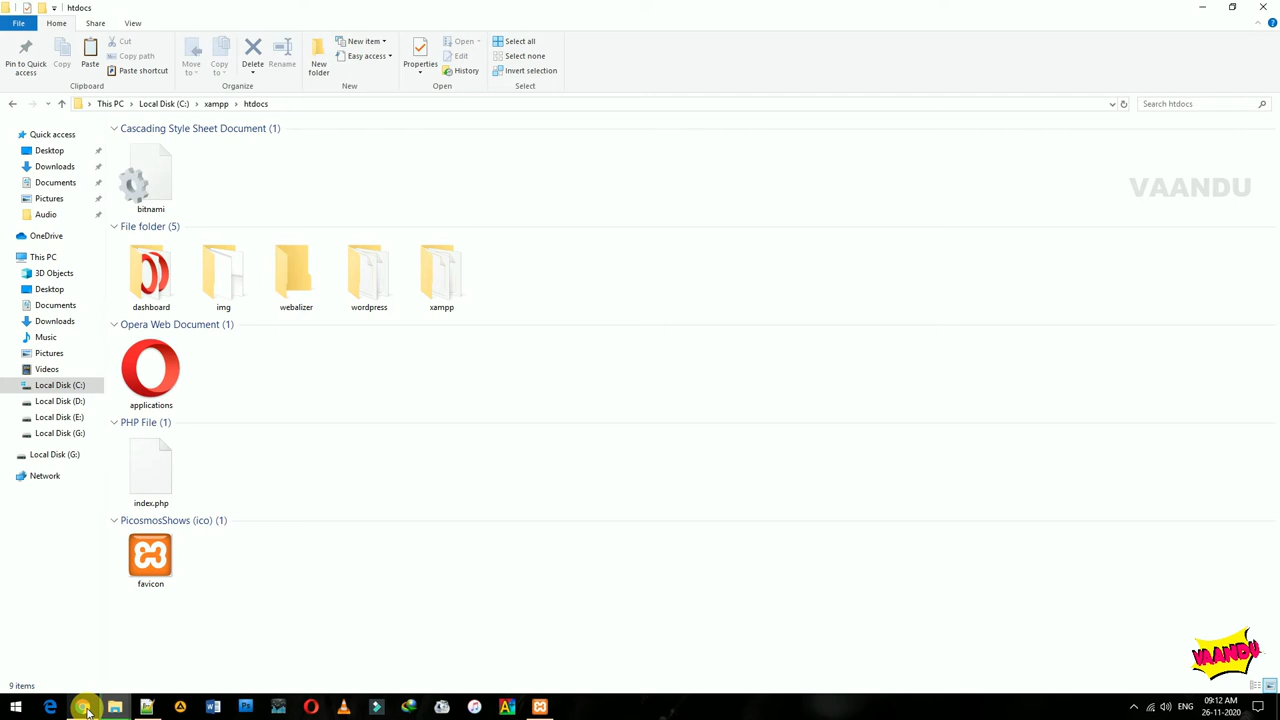 htdocs
File
Home
Share
View
Pin to Quick access
Copy
Paste
Cut
Copy path
Paste shortcut
Clipboard
Move to
Copy to
Delete
Rename
Organize
New folder
New item
Easy access
New
Properties
Open
Edit
History
Open
Select all
Select none
Invert selection
Select
This PC
Local Disk (C:)
xampp
htdocs
Search htdocs
Quick access
Desktop
Downloads
Documents
Pictures
Audio
OneDrive
This PC
3D Objects
Desktop
Documents
Downloads
Music
Pictures
Videos
Local Disk (C:)
Local Disk (D:)
Local Disk (E:)
Local Disk (G:)
Local Disk (G:)
Network
Cascading Style Sheet Document (1)
bitnami
File folder (5)
dashboard
img
webalizer
wordpress
xampp
Opera Web Document (1)
applications
PHP File (1)
index.php
PicosmosShows (ico) (1)
favicon
VAANDU
VAANDU
9 items
ENG
09:12 AM
26-11-2020